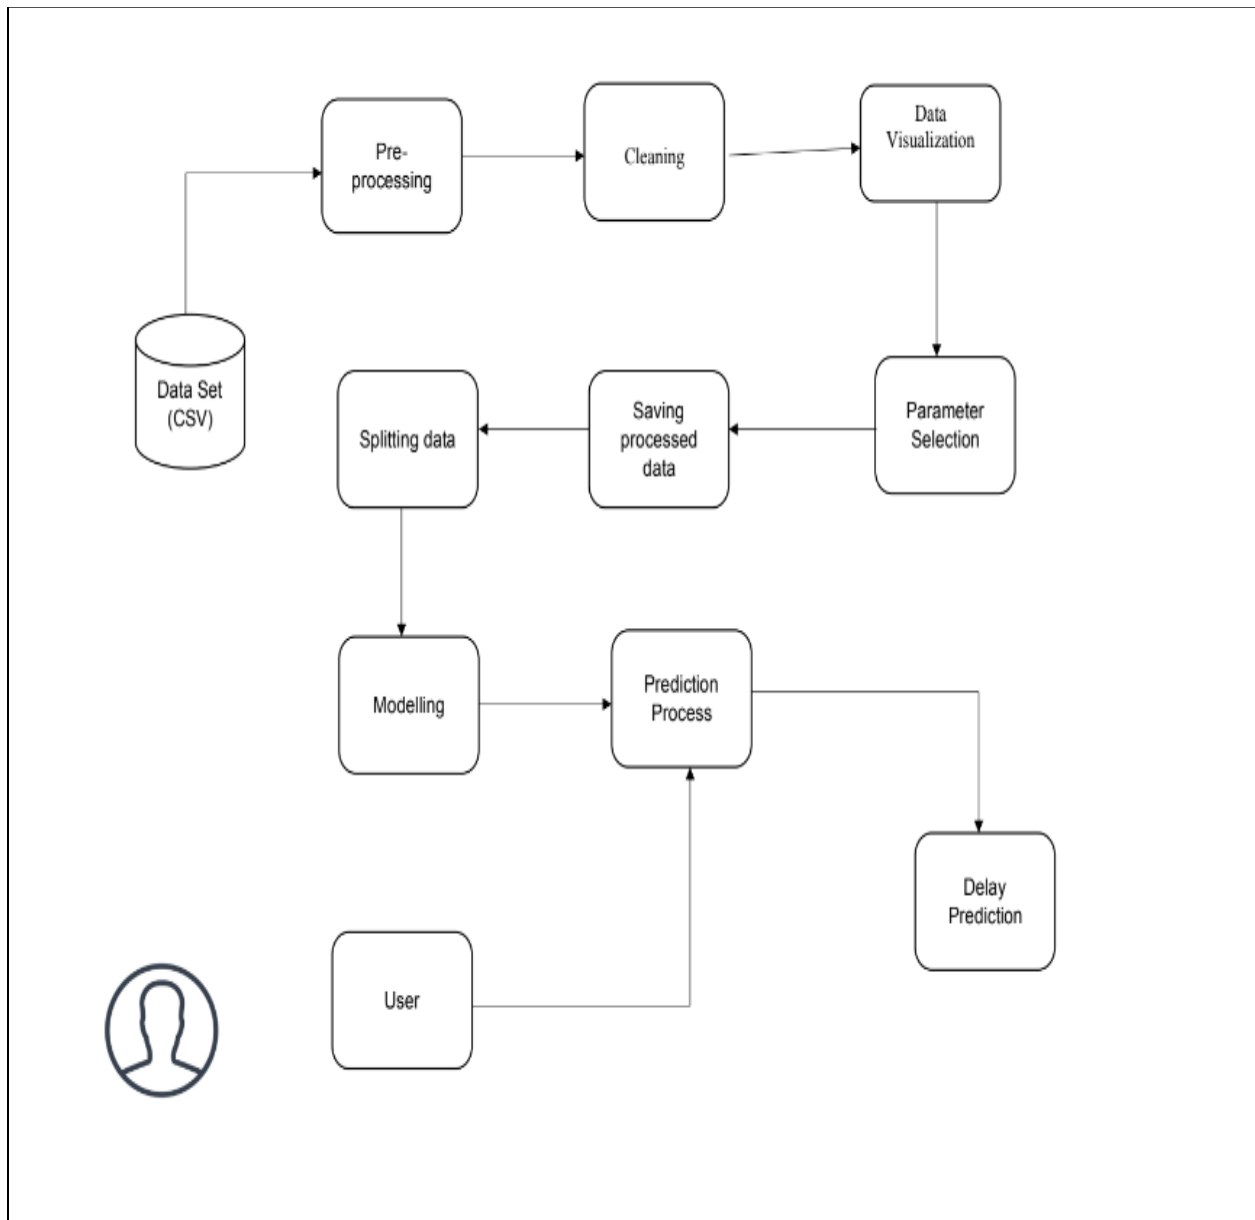 Pre-
processing
Cleaning
Data
Visualization
Data Set
(CSV)
Splitting data
Saving
processed
data
Parameter
Selection
Modelling
Prediction
Process
Delay
Prediction
User